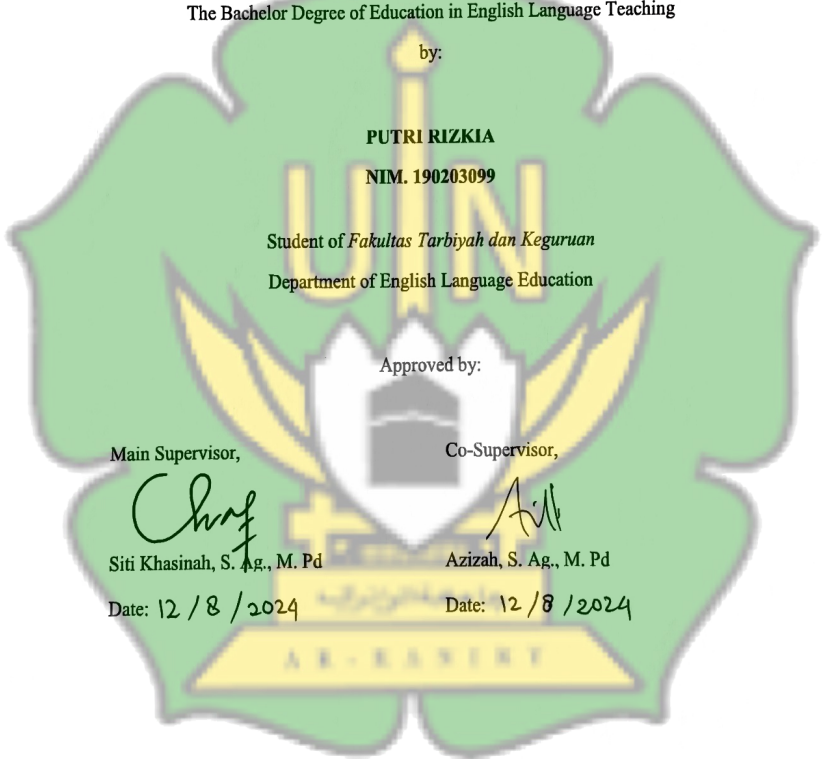 The Bachelor Degree of Education in English Language Teaching
by:
PUTRI RIZKIA
NIM. 190203099
UIN
Student of Fakultas Tarbiyah dan Keguruan
Department of English Language Education
Approved by:
Main Supervisor, Co-Supervisor,
Siti Khasinah, S. Ag., M. Pd Azizah, S. Ag., M. Pd
Date: 12 / 8 / 2024 Date: 12 / 8 / 2024
AR-RANIRY